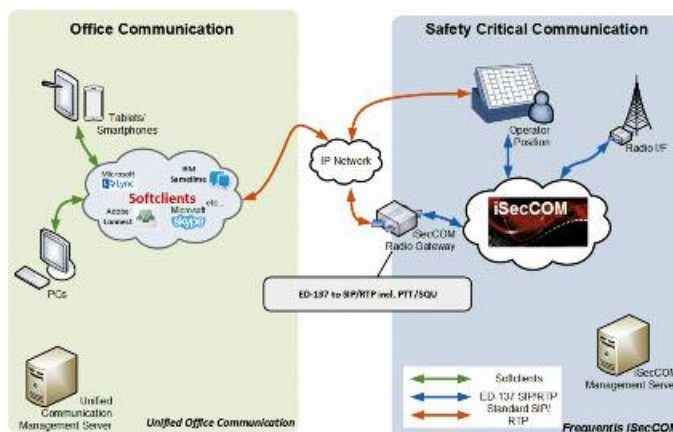 Office Communication
Safety Critical Communication
Tablets/
Smartphones
Microsoft
Lync
IBM
Sametime
Softclients
etc...
Adobe
Connect
Microsoft
skype
PCs
Unified
Communication
Management Server
Unified Office Communication
IP Network
Operator
Position
Radio I/F
iSecCOM
iSecCOM
Radio Gateway
ED-137 to SIP/RTP incl. PTT/SQU
iSecCOM
Management Server
Softclients
ED-137 SIP/RTP
Standard SIP/
RTP
Frequentis iSecCOM